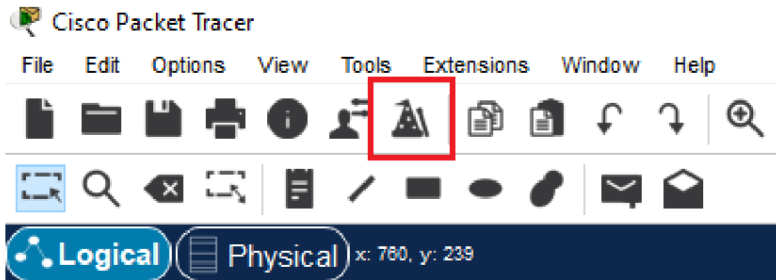 Cisco Packet Tracer
File Edit Options View Tools Extensions Window Help
Logical Physical x: 760, y: 239